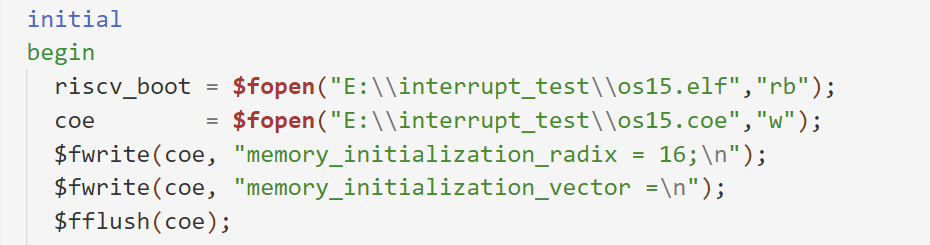 initial
begin
riscv_boot = $fopen("E:\\interrupt_test\\os15.elf","rb");
coe = $fopen("E:\\interrupt_test\\os15.coe","w");
$fwrite(coe, "memory_initialization_radix = 16;\n");
$fwrite(coe, "memory_initialization_vector =\n");
$fflush(coe);